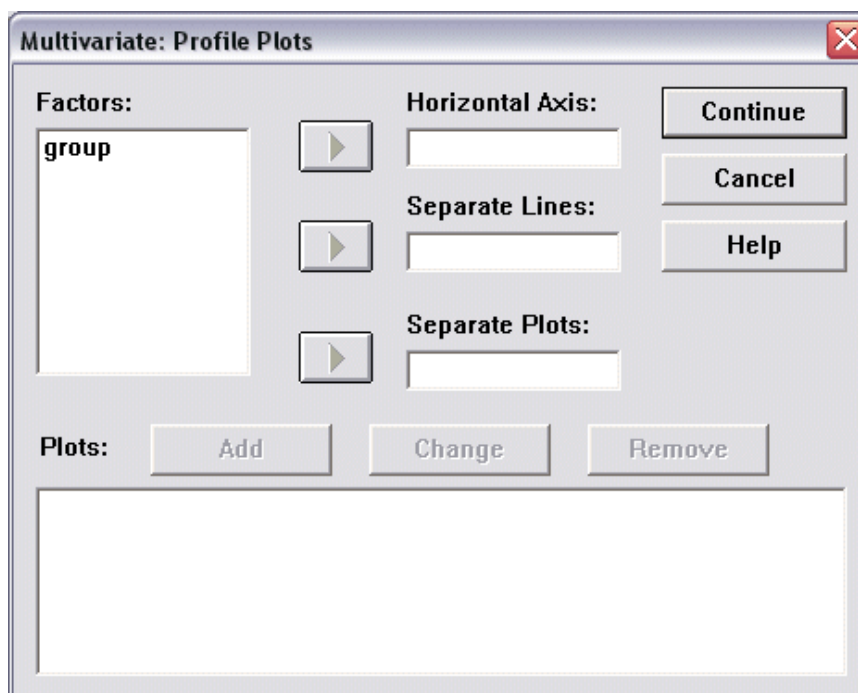 Multivariate: Profile Plots
Factors:
group
Horizontal Axis:
Separate Lines:
Separate Plots:
Continue
Cancel
Help
Plots:
Add
Change
Remove